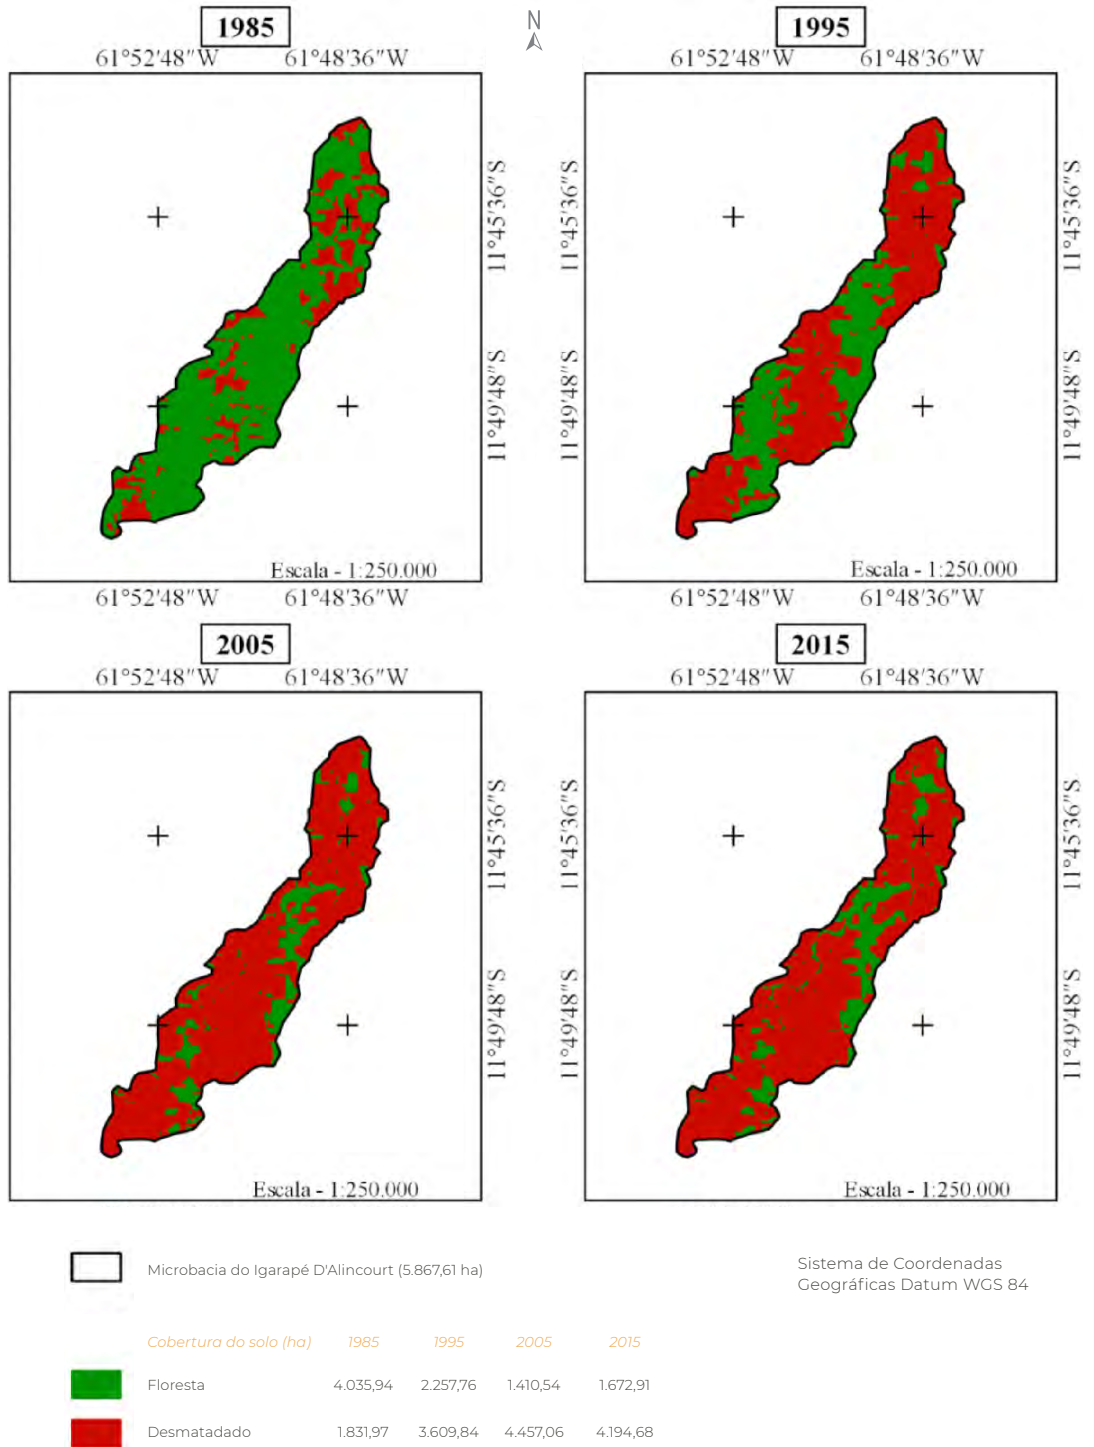 1985
N
1995
61°52'48"W 61°48'36"W
61°52'48"W 61°48'36"W
11°45'36"S
11°49'48"S
11°45'36"S
11°49'48"S
11°45'36"S
11°49'48"S
Escala - 1:250.000
Escala - 1:250.000
61°52'48"W 61°48'36"W
61°52'48"W 61°48'36"W
2005
2015
61°52'48"W 61°48'36"W
61°52'48"W 61°48'36"W
11°45'36"S
11°49'48"S
11°45'36"S
11°49'48"S
11°45'36"S
11°49'48"S
Escala - 1:250.000
Escala - 1:250.000
Microbacia do Igarapé D'Alincourt (5.867,61 ha)
Sistema de Coordenadas
Geográficas Datum WGS 84
Cobertura do solo (ha) 1985 1995 2005 2015
Floresta 4.035,94 2.257,76 1.410,54 1.672,91
Desmatadado 1.831,97 3.609,84 4.457,06 4.194,68